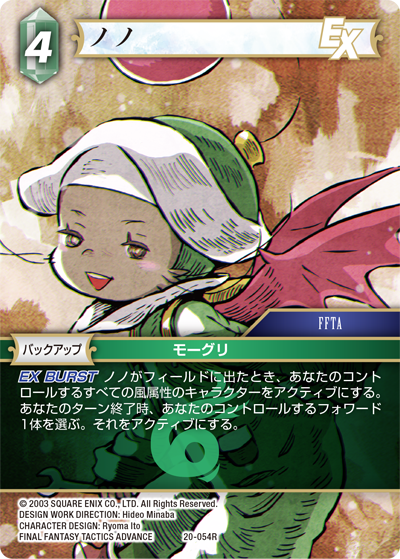 4
ノノ
EX
FFTA
バックアップ
モーグリ
EX BURST ノノがフィールドに出たとき、あなたのコント
ロールするすべての風属性のキャラクターをアクティブにする。
あなたのターン終了時、あなたのコントロールするフォワード
1体を選ぶ。それをアクティブにする。
© 2003 SQUARE ENIX CO., LTD. All Rights Reserved.
DESIGN WORK DIRECTION: Hideo Minaba
CHARACTER DESIGN: Ryoma Ito
FINAL FANTASY TACTICS ADVANCE
20-054R